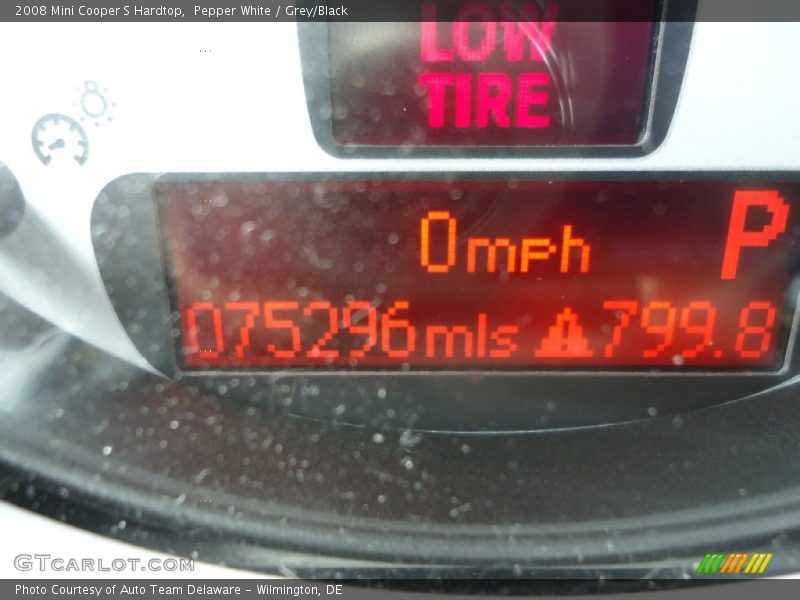 2008 Mini Cooper S Hardtop,  Pepper White / Grey/Black
LOW
TIRE
0mph P
075296mls 799.8
GTCARLOT.COM
Photo Courtesy of Auto Team Delaware - Wilmington, DE